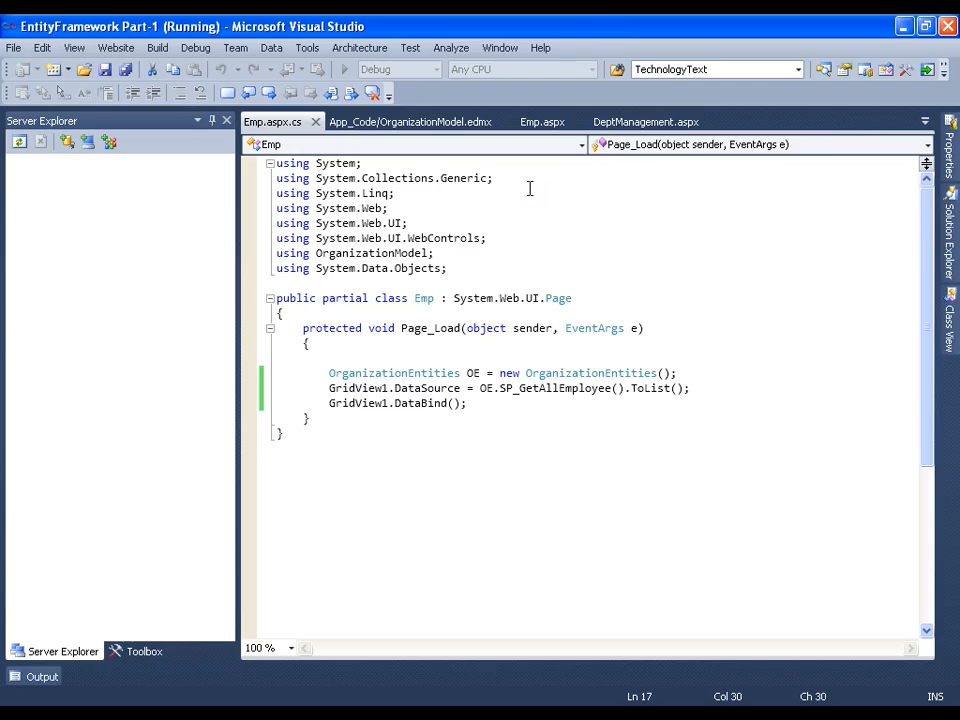 EntityFramework Part-1 (Running) - Microsoft Visual Studio
File Edit View Website Build Debug Team Data Tools Architecture Test Analyze Window Help
Debug Any CPU TechnologyText
Server Explorer
Emp.aspx.cs App_Code/OrganizationModel.edmx Emp.aspx DeptManagement.aspx
Emp Page_Load(object sender, EventArgs e)
using System;
using System.Collections.Generic;
using System.Linq;
using System.Web;
using System.Web.UI;
using System.Web.UI.WebControls;
using OrganizationModel;
using System.Data.Objects;
public partial class Emp : System.Web.UI.Page
{
protected void Page_Load(object sender, EventArgs e)
{
OrganizationEntities OE = new OrganizationEntities();
GridView1.DataSource = OE.SP_GetAllEmployee().ToList();
GridView1.DataBind();
}
}
Properties
Solution Explorer
Class View
100 %
Server Explorer Toolbox
Output
Ln 17 Col 30 Ch 30 INS